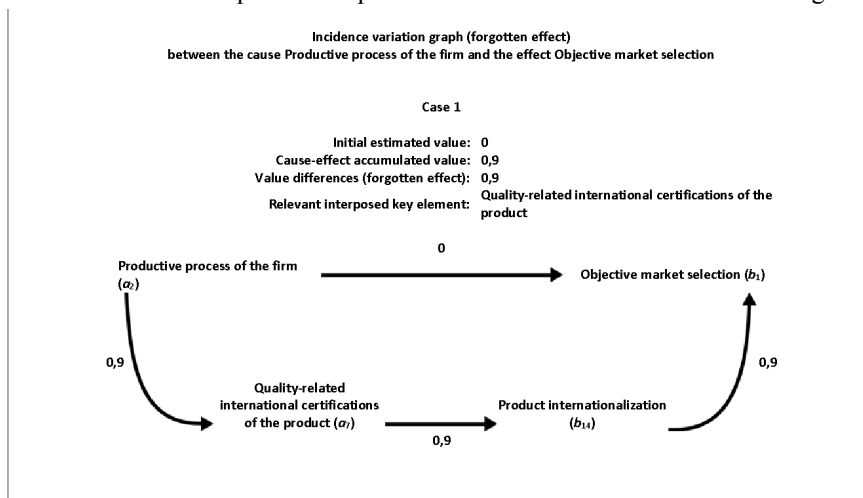 Incidence variation graph (forgotten effect)
between the cause Productive process of the firm and the effect Objective market selection
Case 1
Initial estimated value: 0
Cause-effect accumulated value: 0,9
Value differences (forgotten effect): 0,9
Relevant interposed key element: Quality-related international certifications of the
product
0
Productive process of the firm
(a₂)
Objective market selection (b₁)
0,9
0,9
Quality-related
international certifications
of the product (a₇)
Product internationalization
(b₁₄)
0,9